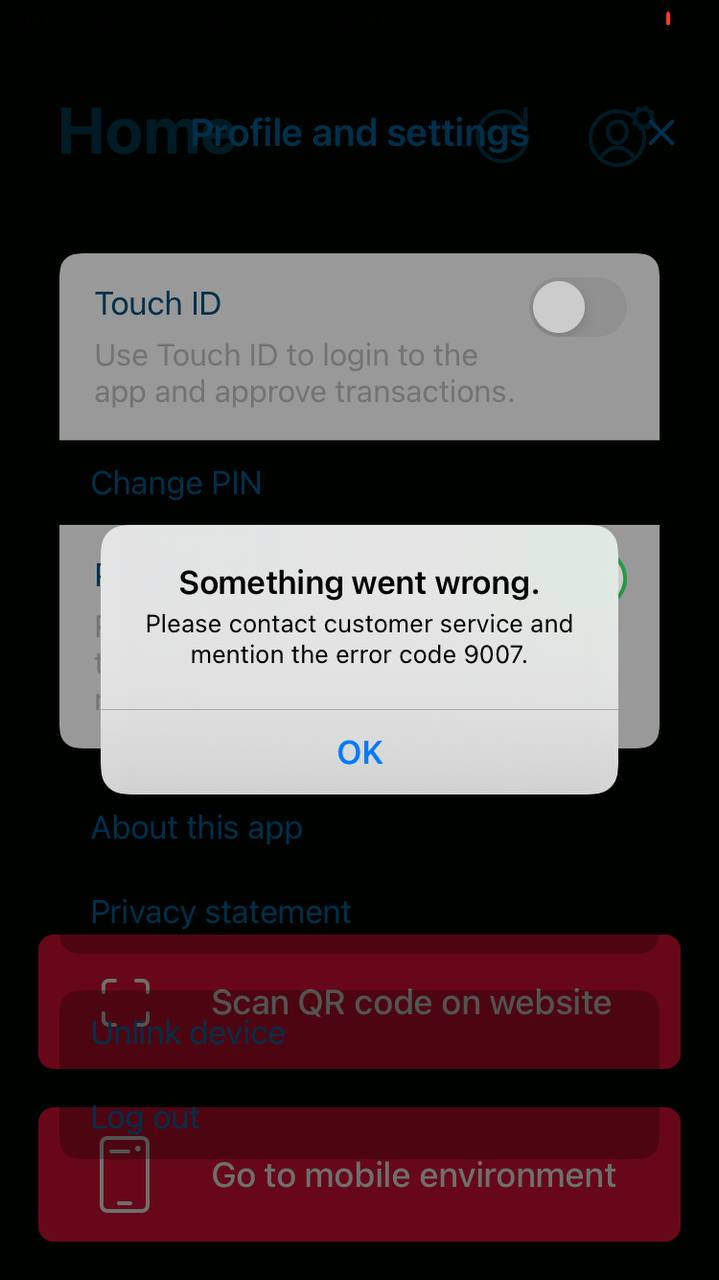 Home
Profile and settings
Touch ID
Use Touch ID to login to the
app and approve transactions.
Change PIN
Something went wrong.
Please contact customer service and
mention the error code 9007.
OK
About this app
Privacy statement
Scan QR code on website
Unlink device
Log out
Go to mobile environment